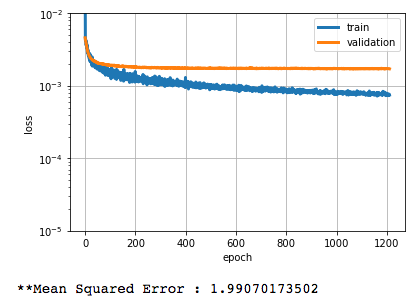 10⁻²
train
validation
10⁻³
loss
10⁻⁴
10⁻⁵
0 200 400 600 800 1000 1200
epoch
**Mean Squared Error : 1.99070173502